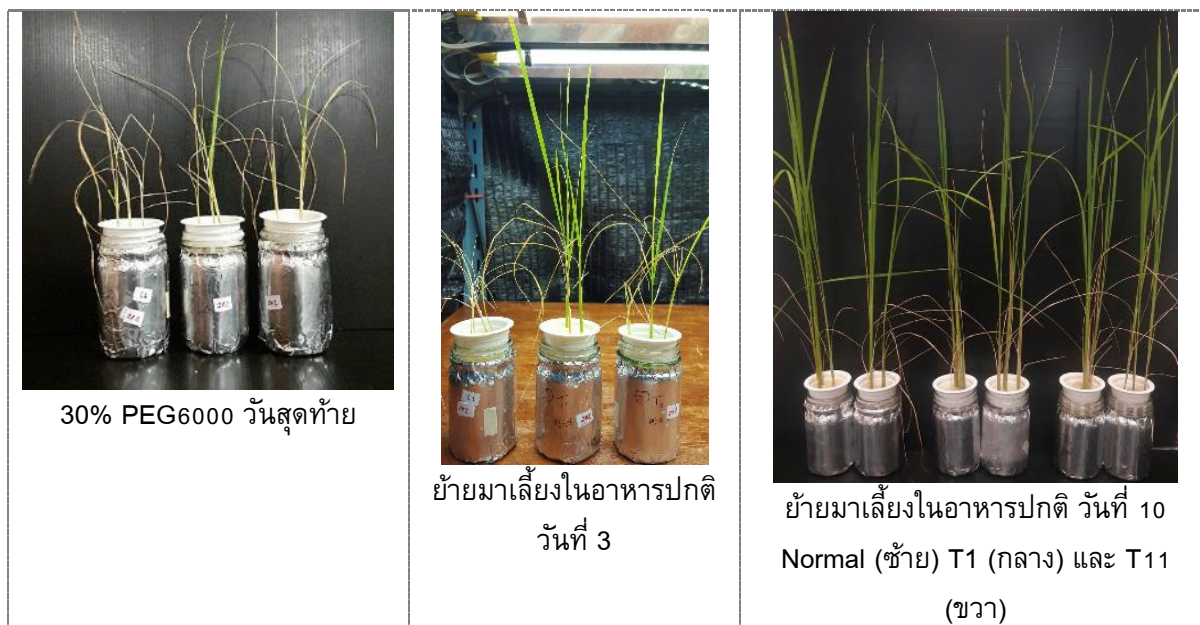 30% PEG6000 วันสุดท้าย
ย้ายมาเลี้ยงในอาหารปกติ
วันที่ 3
ย้ายมาเลี้ยงในอาหารปกติ วันที่ 10
Normal (ซ้าย) T1 (กลาง) และ T11
(ขวา)